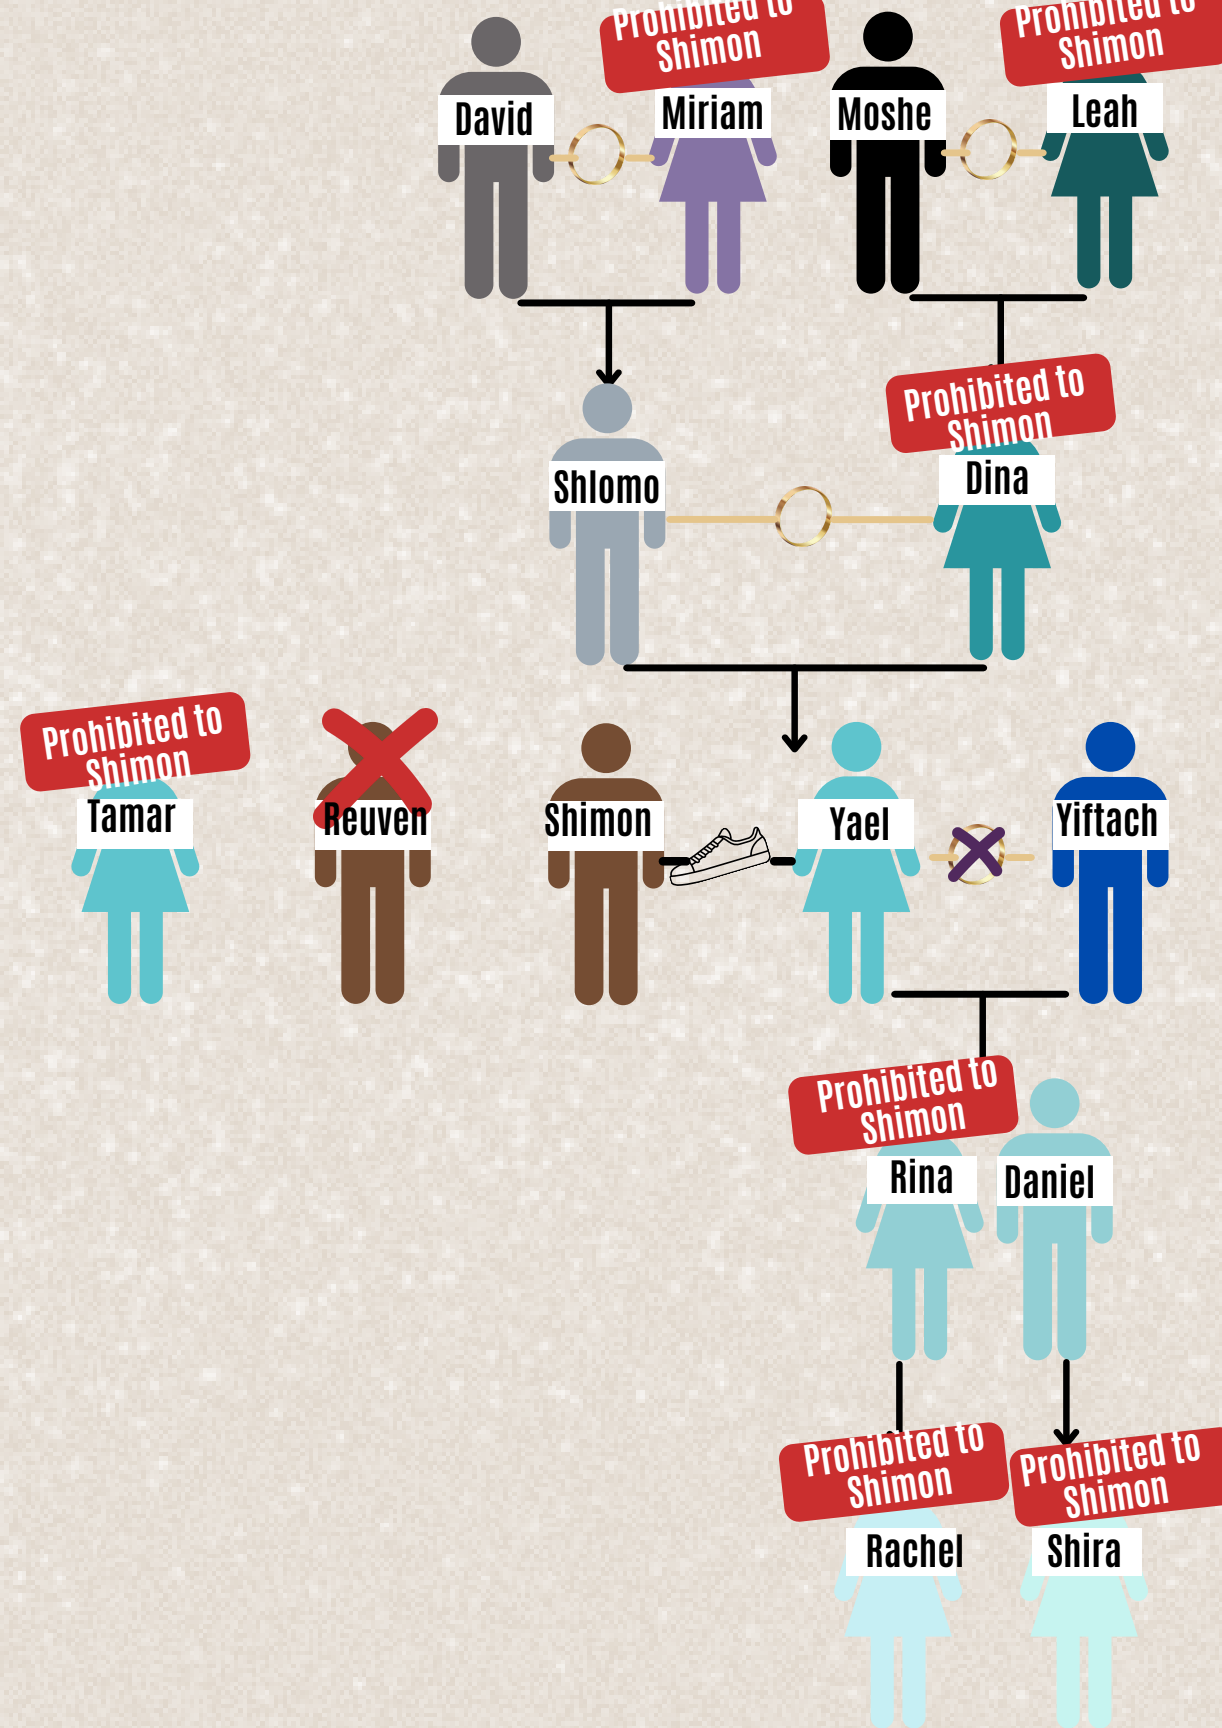 Prohibited to
Shimon
Prohibited to
Shimon
David
Miriam
Moshe
Leah
Prohibited to
Shimon
Shlomo
Dina
Prohibited to
Shimon
Tamar
Reuven
Shimon
Yael
Yiftach
Prohibited to
Shimon
Rina
Daniel
Prohibited to
Shimon
Prohibited to
Shimon
Rachel
Shira